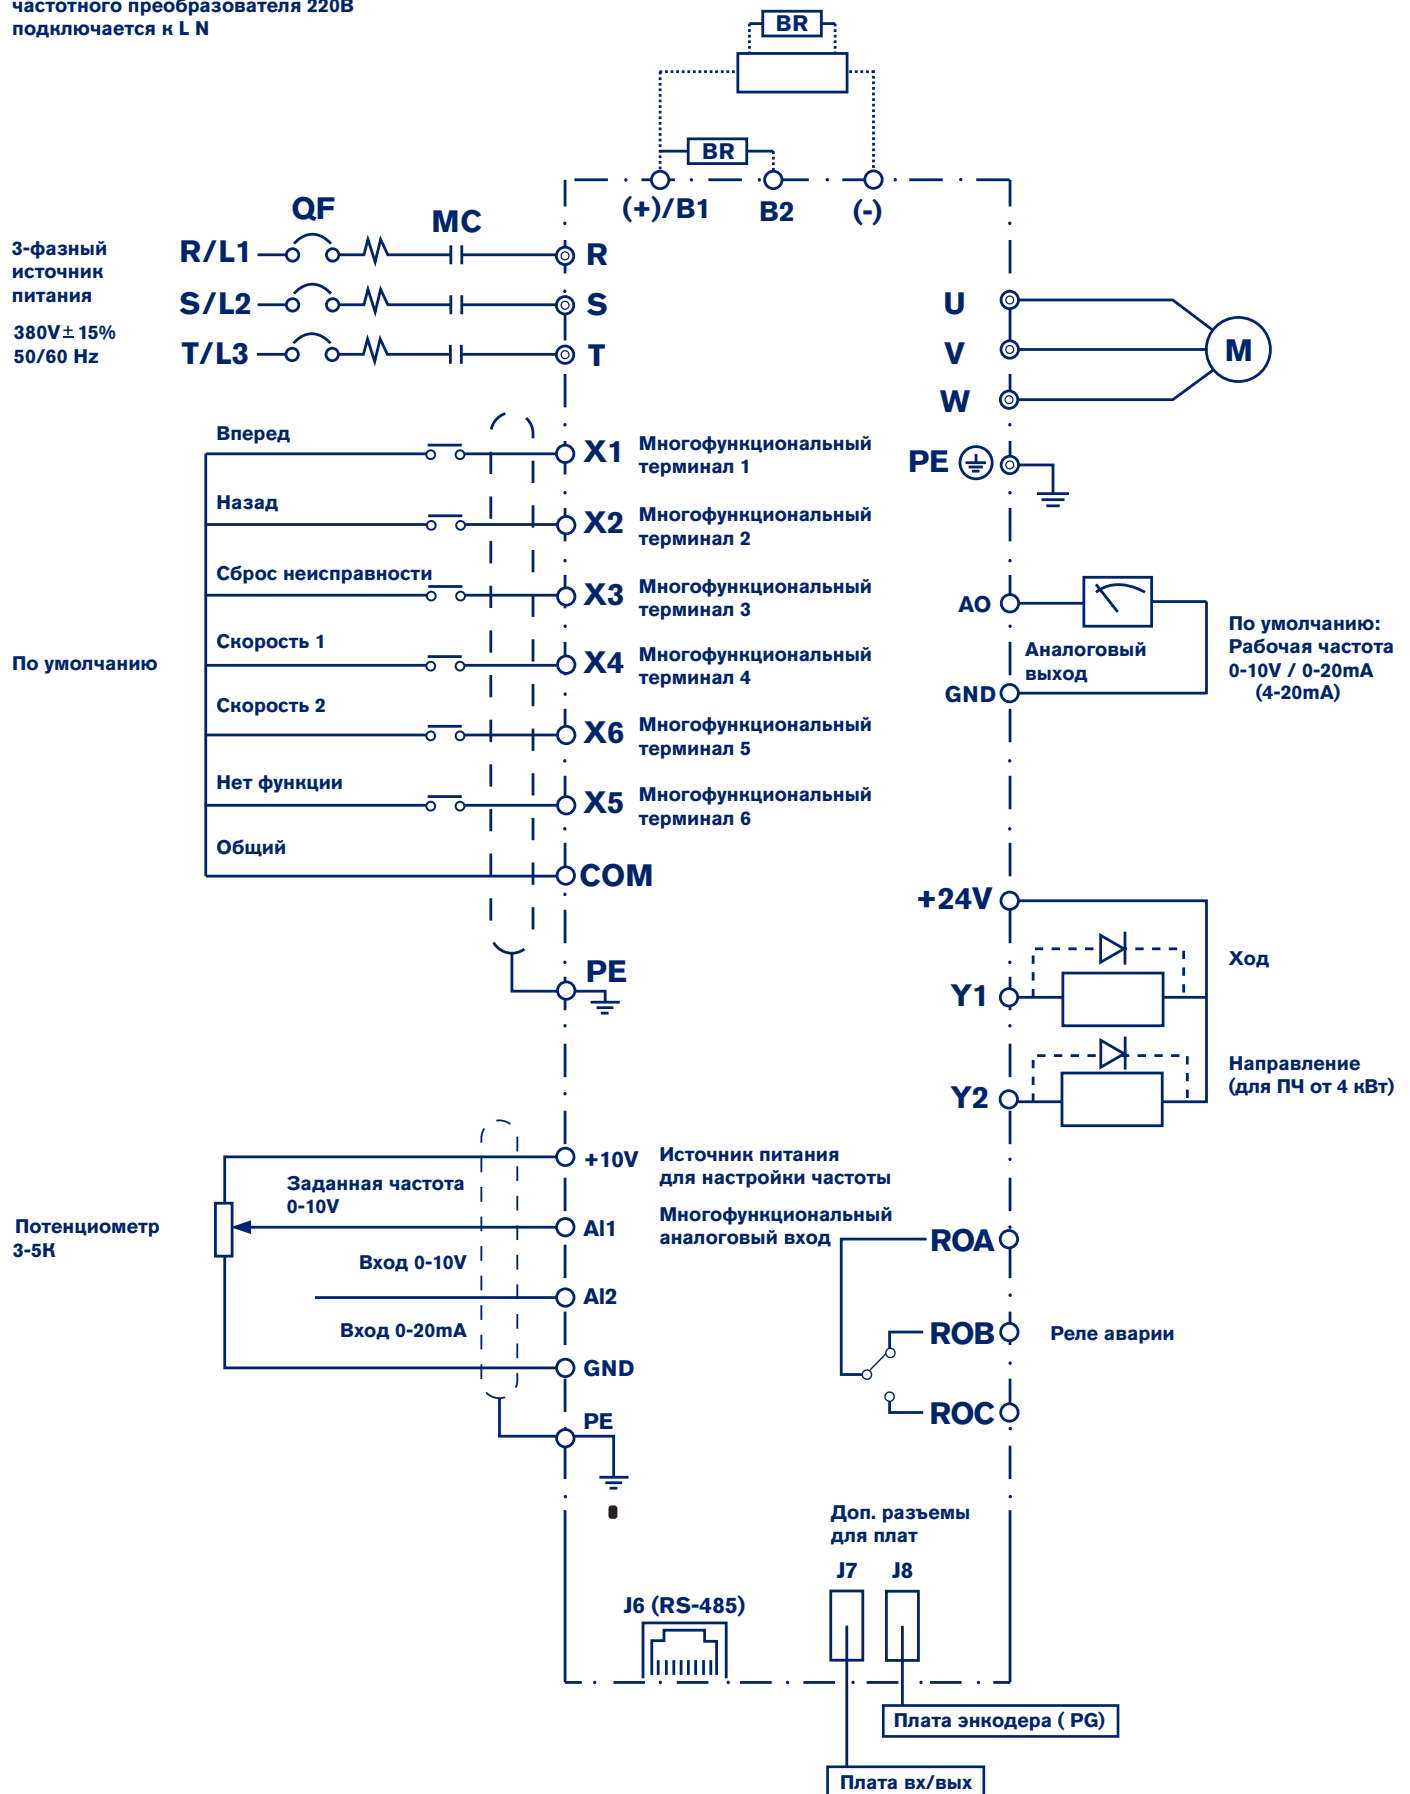 частотного преобразователя 220В
подключается к L N
BR
BR
(+)/B1
B2
(-)
QF
MC
3-фазный
источник
питания
380V± 15%
50/60 Hz
R/L1
R
S/L2
S
T/L3
T
U
V
W
M
PE
Вперед
X1
Многофункциональный
терминал 1
Назад
X2
Многофункциональный
терминал 2
Сброс неисправности
X3
Многофункциональный
терминал 3
По умолчанию
Скорость 1
X4
Многофункциональный
терминал 4
Скорость 2
X6
Многофункциональный
терминал 5
Нет функции
X5
Многофункциональный
терминал 6
Общий
COM
PE
AO
Аналоговый
выход
GND
По умолчанию:
Рабочая частота
0-10V / 0-20mA
(4-20mA)
+24V
Ход
Y1
Направление
(для ПЧ от 4 кВт)
Y2
+10V
Источник питания
для настройки частоты
Заданная частота
0-10V
Потенциометр
3-5К
AI1
Многофункциональный
аналоговый вход
Вход 0-10V
AI2
Вход 0-20mA
GND
PE
ROA
ROB
Реле аварии
ROC
Доп. разъемы
для плат
J7
J8
J6 (RS-485)
Плата энкодера ( PG)
Плата вх/вых